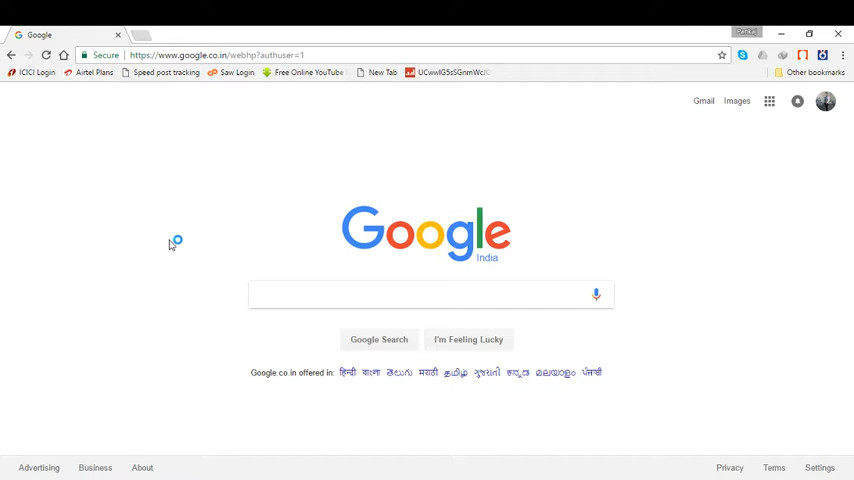 Google
Pankaj
Secure https://www.google.co.in/webhp?authuser=1
ICICI Login Airtel Plans Speed post tracking Saw Login Free Online YouTube New Tab UCwwIG5sSGnmWcJC Other bookmarks
Gmail Images
Google
India
Google Search I'm Feeling Lucky
Google.co.in offered in: हिन्दी বাংলা తెలుగు मराठी தமிழ் ગુજરાતી ಕನ್ನಡ മലയാളം ਪੰਜਾਬੀ
Advertising Business About Privacy Terms Settings